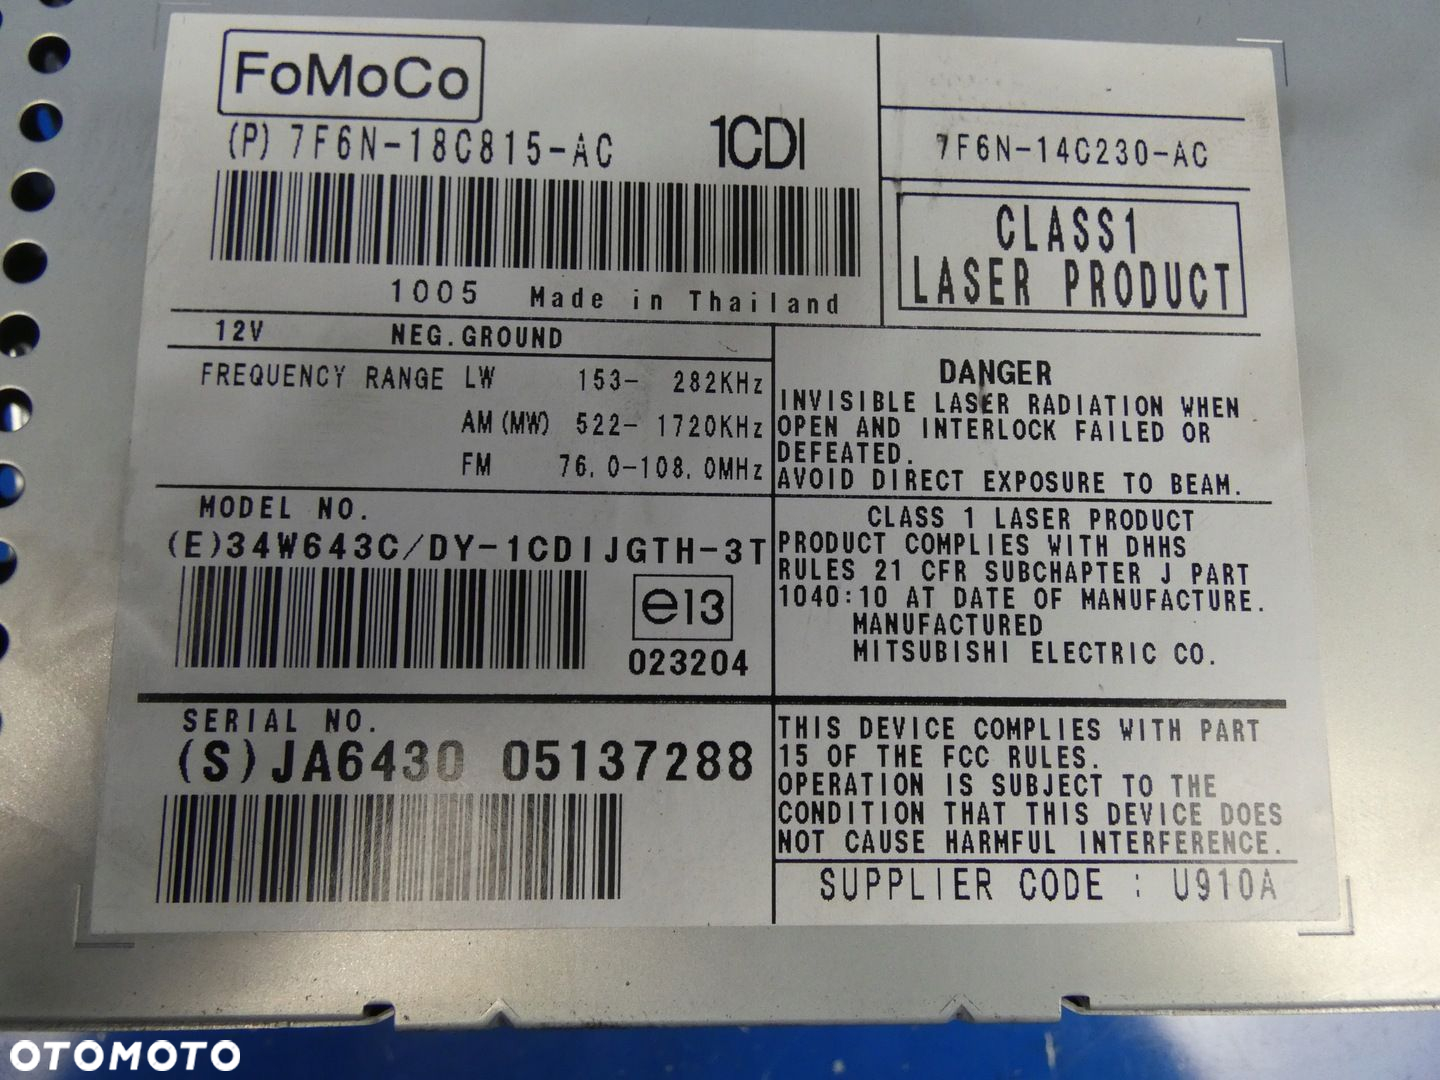 FoMoCo
(P) 7F6N-18C815-AC 1CDI
1005 Made in Thailand
7F6N-14C230-AC
CLASS1
LASER PRODUCT
12V NEG.GROUND
FREQUENCY RANGE LW 153- 282KHz
AM(MW) 522- 1720KHz
FM 76.0-108.0MHz
DANGER
INVISIBLE LASER RADIATION WHEN
OPEN AND INTERLOCK FAILED OR
DEFEATED.
AVOID DIRECT EXPOSURE TO BEAM.
MODEL NO.
(E)34W643C/DY-1CDIJGTH-3T
e13
023204
CLASS 1 LASER PRODUCT
PRODUCT COMPLIES WITH DHHS
RULES 21 CFR SUBCHAPTER J PART
1040:10 AT DATE OF MANUFACTURE.
MANUFACTURED
MITSUBISHI ELECTRIC CO.
SERIAL NO.
(S)JA6430 05137288
THIS DEVICE COMPLIES WITH PART
15 OF THE FCC RULES.
OPERATION IS SUBJECT TO THE
CONDITION THAT THIS DEVICE DOES
NOT CAUSE HARMFUL INTERFERENCE.
SUPPLIER CODE : U910A
OTOMOTO